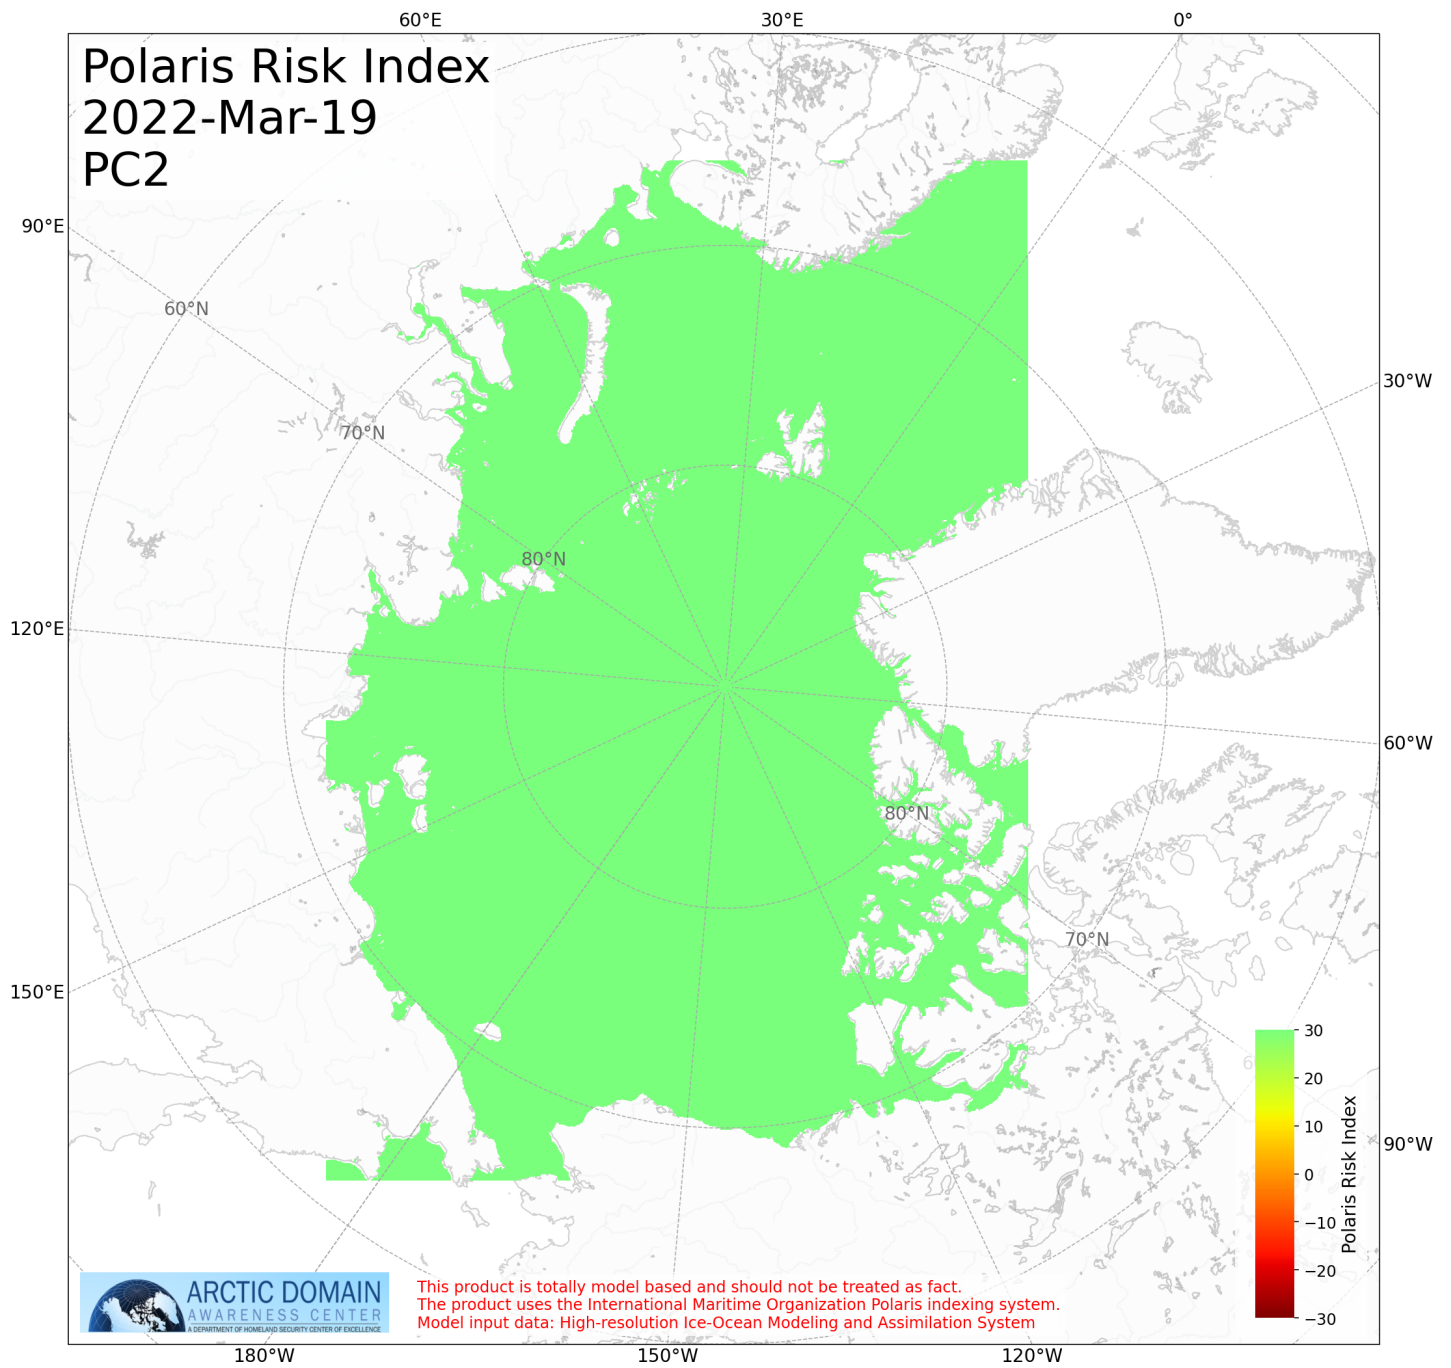 60°E 30°E 0°
Polaris Risk Index
2022-Mar-19
PC2
90°E
60°N
30°W
70°N
80°N
120°E
60°W
80°N
70°N
150°E
30
20
10
0
−10
−20
−30
Polaris Risk Index
90°W
ARCTIC DOMAIN
AWARENESS CENTER
A DEPARTMENT OF HOMELAND SECURITY CENTER OF EXCELLENCE
This product is totally model based and should not be treated as fact.
The product uses the International Maritime Organization Polaris indexing system.
Model input data: High-resolution Ice-Ocean Modeling and Assimilation System
180°W 150°W 120°W